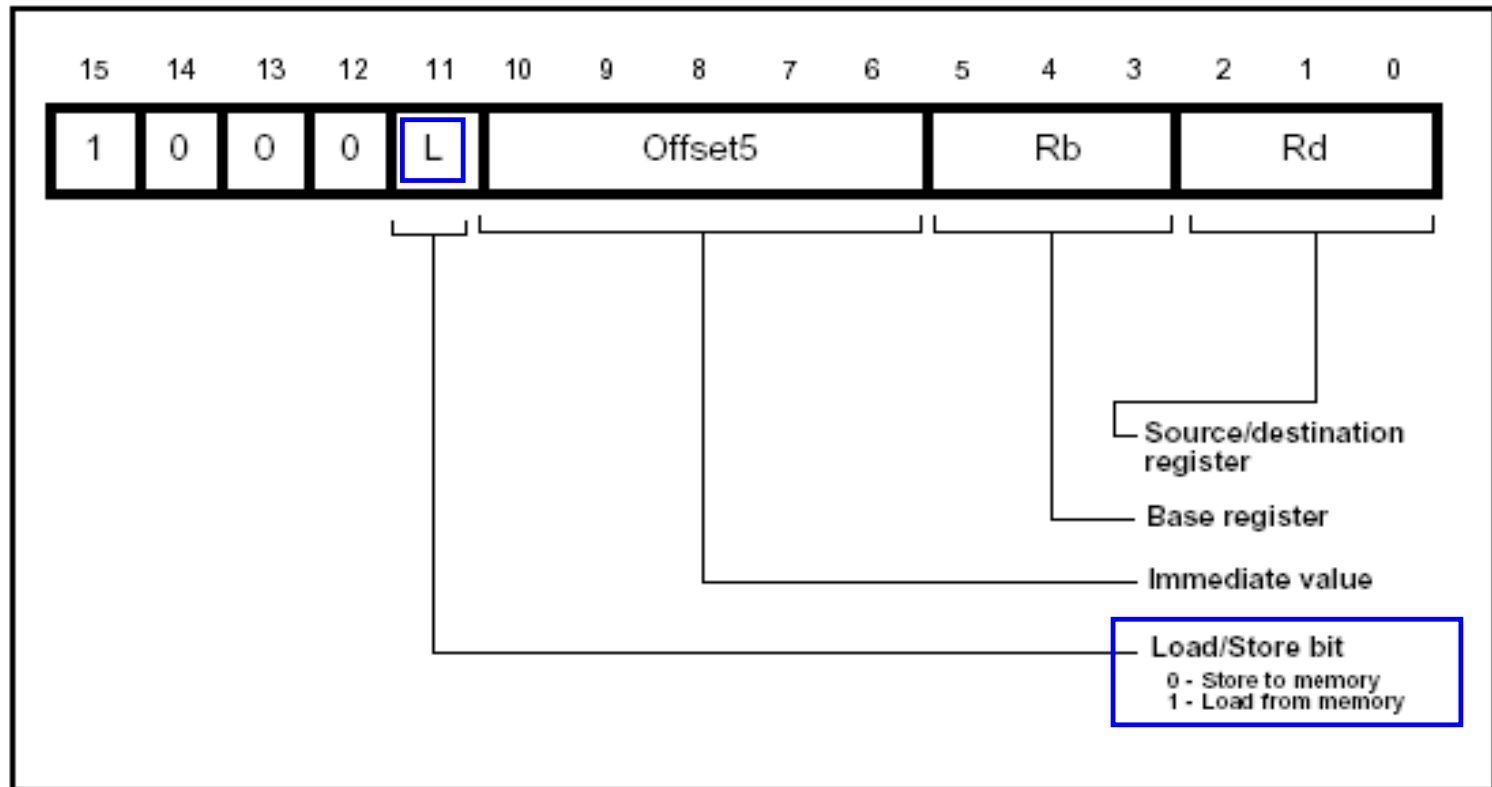 15 14 13 12 11 10 9 8 7 6 5 4 3 2 1 0
1 0 0 0 L Offset5 Rb Rd
Source/destination
register
Base register
Immediate value
Load/Store bit
0 - Store to memory
1 - Load from memory